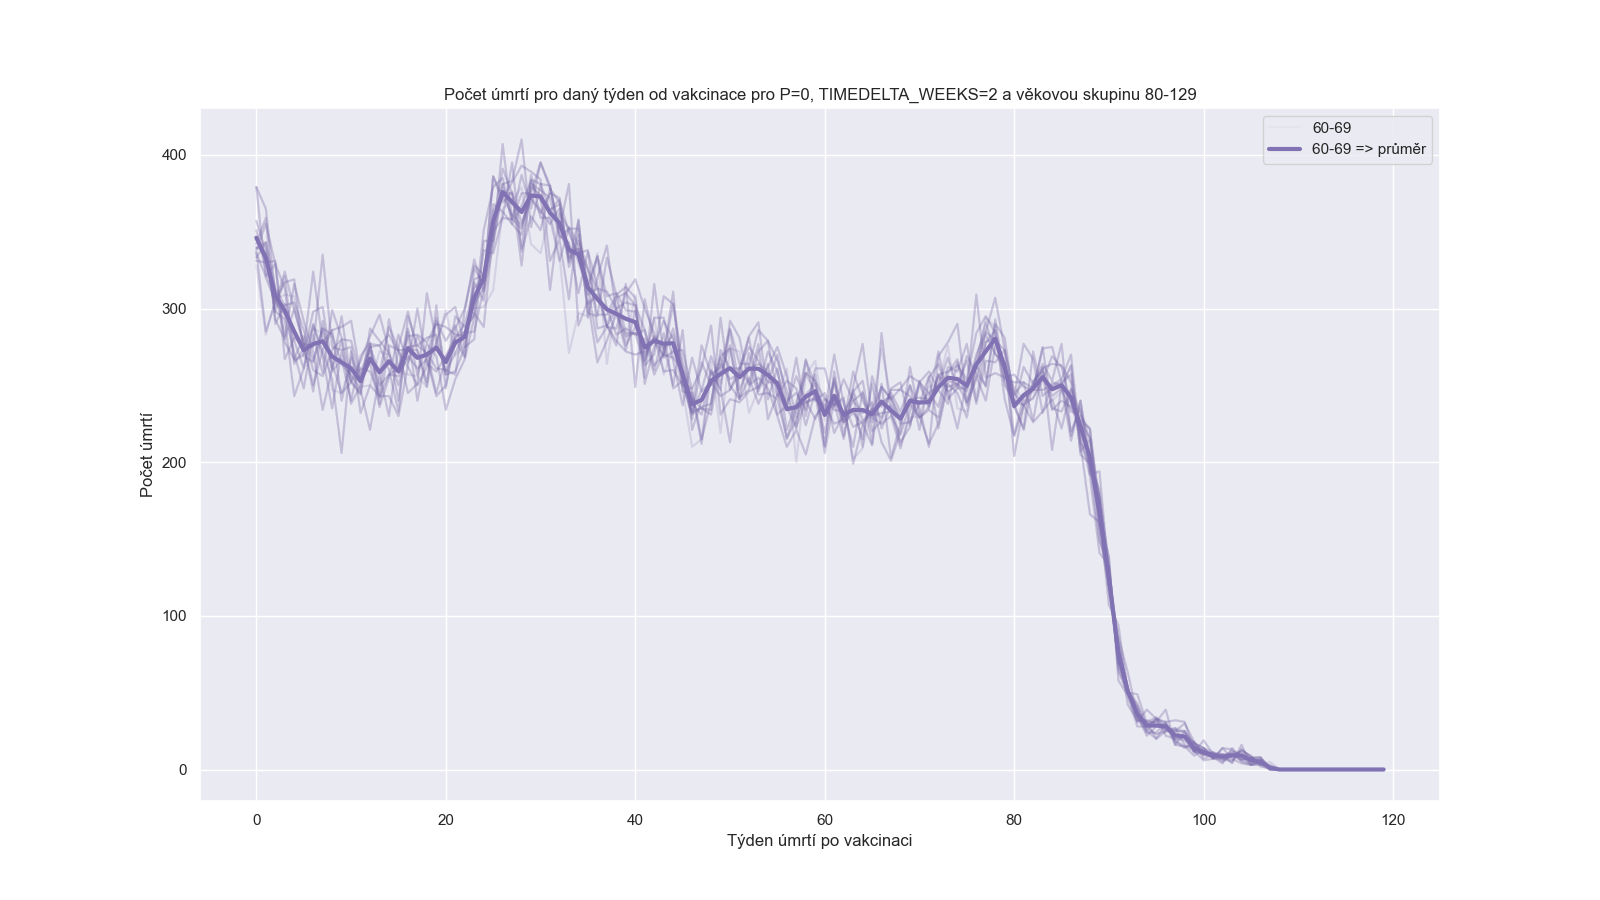 Počet úmrtí pro daný týden od vakcinace pro P=0, TIMEDELTA_WEEKS=2 a věkovou skupinu 80-129
60-69
60-69 => průměr
400
300
200
100
0
Počet úmrtí
0 20 40 60 80 100 120
Týden úmrtí po vakcinaci